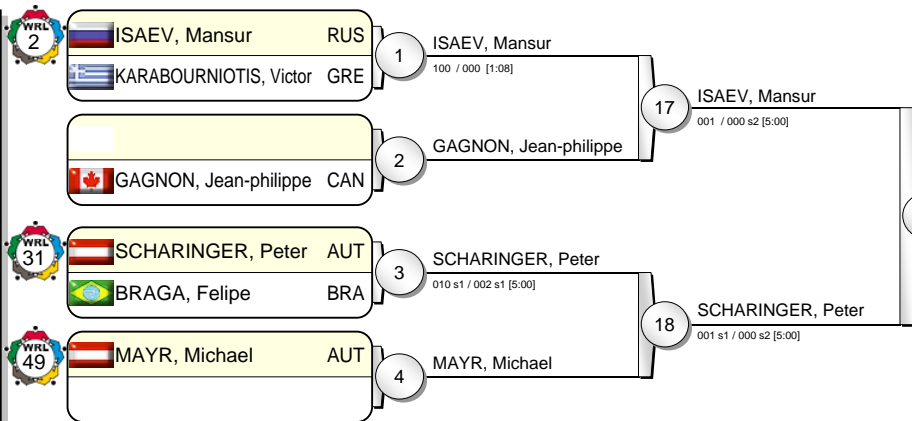 WRL
2
ISAEV, Mansur RUS
KARABOURNIOTIS, Victor GRE
1
ISAEV, Mansur
100 / 000 [1:08]
17
ISAEV, Mansur
001 / 000 s2 [5:00]
GAGNON, Jean-philippe CAN
2
GAGNON, Jean-philippe
WRL
31
SCHARINGER, Peter AUT
BRAGA, Felipe BRA
3
SCHARINGER, Peter
010 s1 / 002 s1 [5:00]
18
SCHARINGER, Peter
001 s1 / 000 s2 [5:00]
WRL
49
MAYR, Michael AUT
4
MAYR, Michael